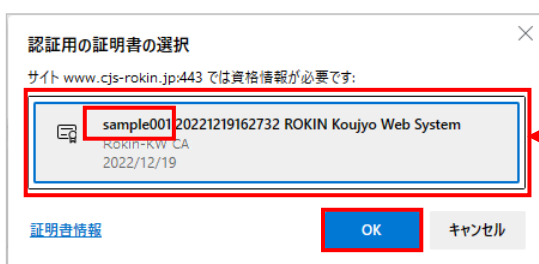 認証用の証明書の選択
サイト www.cjs-rokin.jp:443 では資格情報が必要です:
sample001 20221219162732 ROKIN Koujyo Web System
Rokin-KW CA
2022/12/19
証明書情報
OK
キャンセル